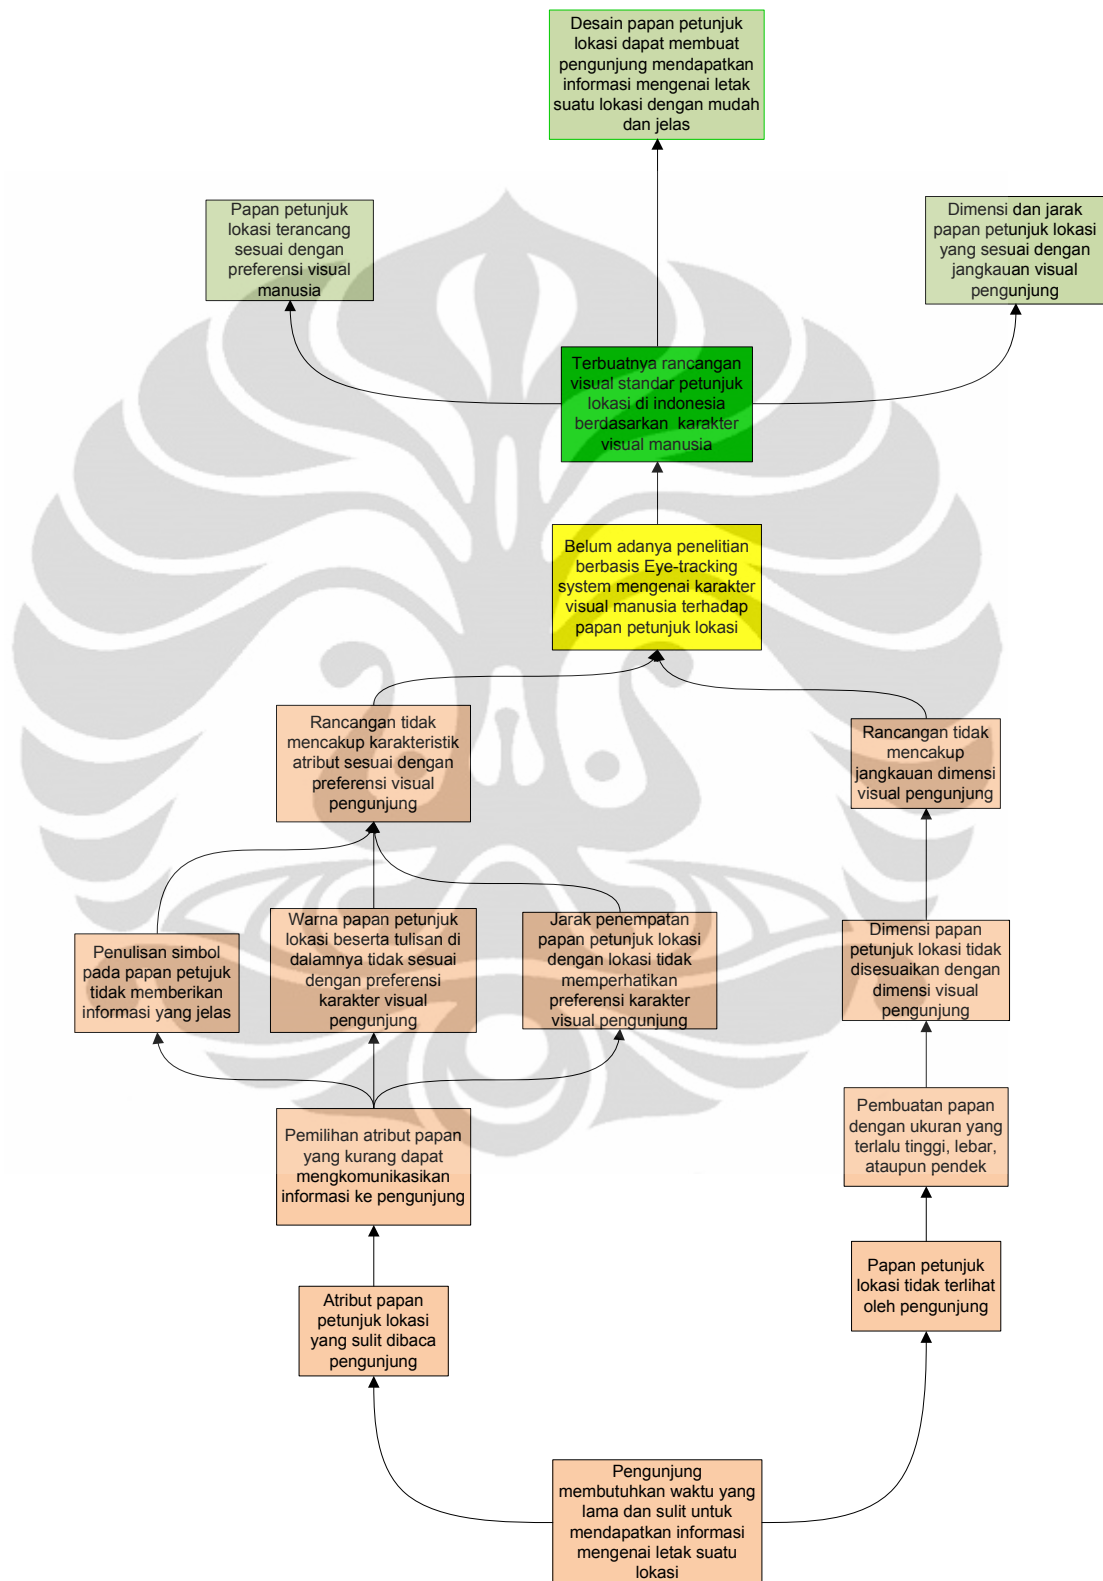 Desain papan petunjuk
lokasi dapat membuat
pengunjung mendapatkan
informasi mengenai letak
suatu lokasi dengan mudah
dan jelas
Papan petunjuk
lokasi terancang
sesuai dengan
preferensi visual
manusia
Dimensi dan jarak
papan petunjuk lokasi
yang sesuai dengan
jangkauan visual
pengunjung
Terbuatnya rancangan
visual standar petunjuk
lokasi di indonesia
berdasarkan karakter
visual manusia
Belum adanya penelitian
berbasis Eye-tracking
system mengenai karakter
visual manusia terhadap
papan petunjuk lokasi
Rancangan tidak
mencakup karakteristik
atribut sesuai dengan
preferensi visual
pengunjung
Rancangan tidak
mencakup
jangkauan dimensi
visual pengunjung
Penulisan simbol
pada papan petujuk
tidak memberikan
informasi yang jelas
Warna papan petunjuk
lokasi beserta tulisan di
dalamnya tidak sesuai
dengan preferensi
karakter visual
pengunjung
Jarak penempatan
papan petunjuk lokasi
dengan lokasi tidak
memperhatikan
preferensi karakter
visual pengunjung
Dimensi papan
petunjuk lokasi tidak
disesuaikan dengan
dimensi visual
pengunjung
Pemilihan atribut papan
yang kurang dapat
mengkomunikasikan
informasi ke pengunjung
Pembuatan papan
dengan ukuran yang
terlalu tinggi, lebar,
ataupun pendek
Atribut papan
petunjuk lokasi
yang sulit dibaca
pengunjung
Papan petunjuk
lokasi tidak terlihat
oleh pengunjung
Pengunjung
membutuhkan waktu yang
lama dan sulit untuk
mendapatkan informasi
mengenai letak suatu
lokasi